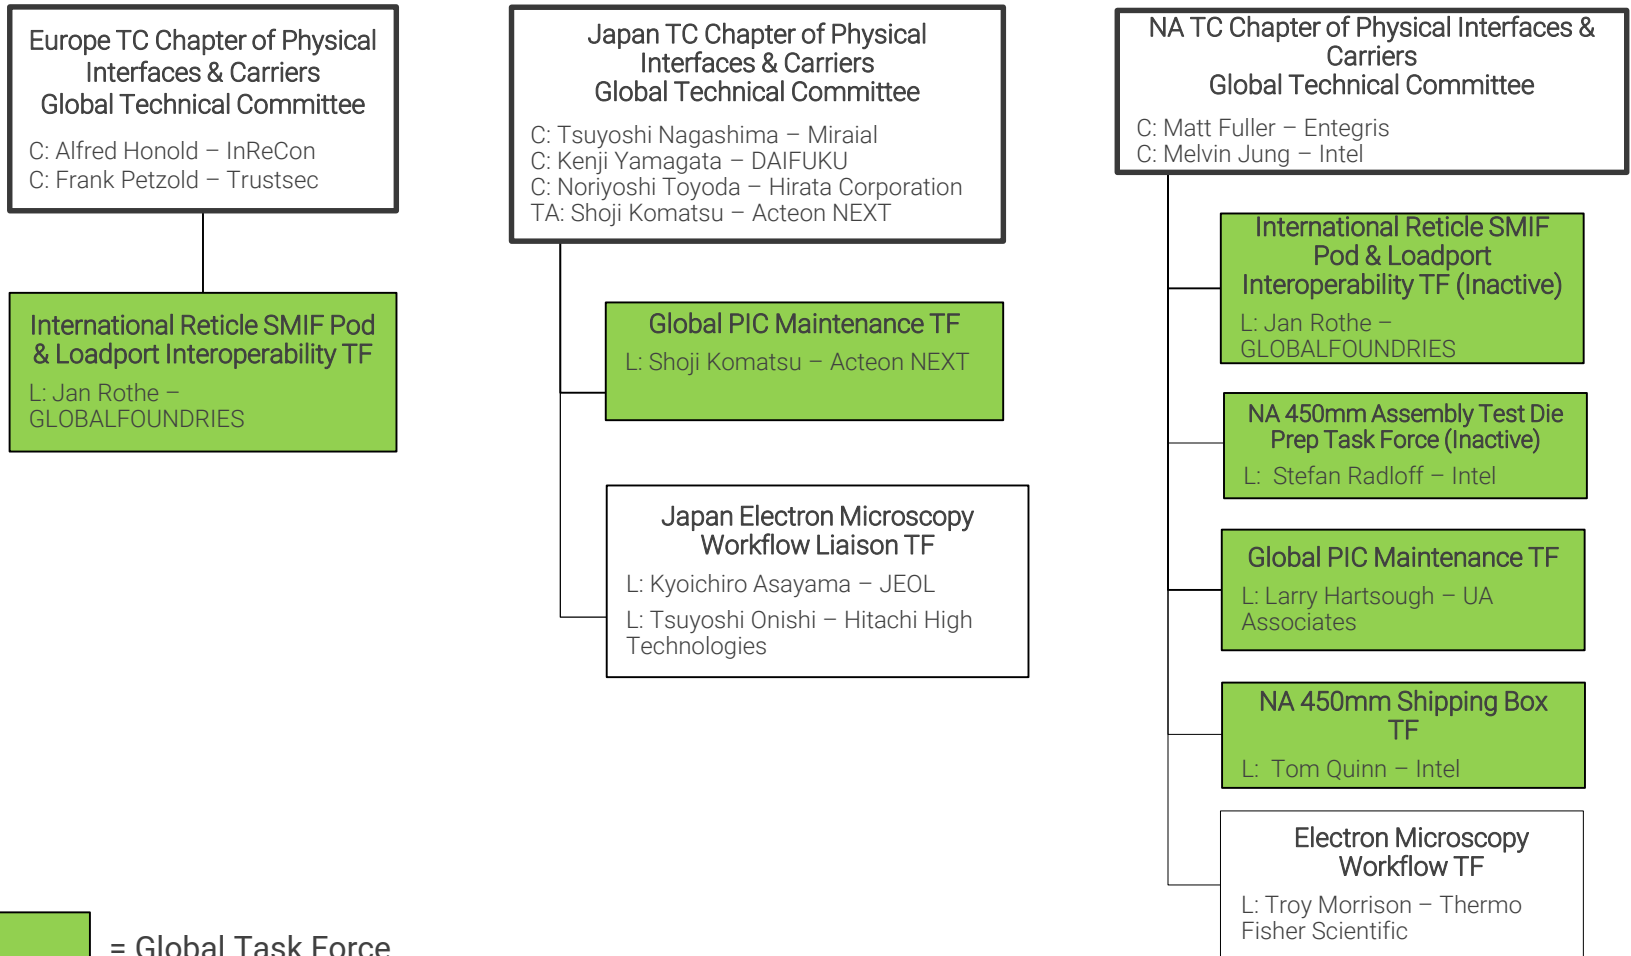 Europe TC Chapter of Physical
Interfaces & Carriers
Global Technical Committee
C: Alfred Honold – InReCon
C: Frank Petzold – Trustsec
International Reticle SMIF Pod
& Loadport Interoperability TF
L: Jan Rothe –
GLOBALFOUNDRIES
Japan TC Chapter of Physical
Interfaces & Carriers
Global Technical Committee
C: Tsuyoshi Nagashima – Miraial
C: Kenji Yamagata – DAIFUKU
C: Noriyoshi Toyoda – Hirata Corporation
TA: Shoji Komatsu – Acteon NEXT
Global PIC Maintenance TF
L: Shoji Komatsu – Acteon NEXT
Japan Electron Microscopy
Workflow Liaison TF
L: Kyoichiro Asayama – JEOL
L: Tsuyoshi Onishi – Hitachi High
Technologies
NA TC Chapter of Physical Interfaces &
Carriers
Global Technical Committee
C: Matt Fuller – Entegris
C: Melvin Jung – Intel
International Reticle SMIF
Pod & Loadport
Interoperability TF (Inactive)
L: Jan Rothe –
GLOBALFOUNDRIES
NA 450mm Assembly Test Die
Prep Task Force (Inactive)
L: Stefan Radloff – Intel
Global PIC Maintenance TF
L: Larry Hartsough – UA
Associates
NA 450mm Shipping Box
TF
L: Tom Quinn – Intel
Electron Microscopy
Workflow TF
L: Troy Morrison – Thermo
Fisher Scientific
= Global Task Force